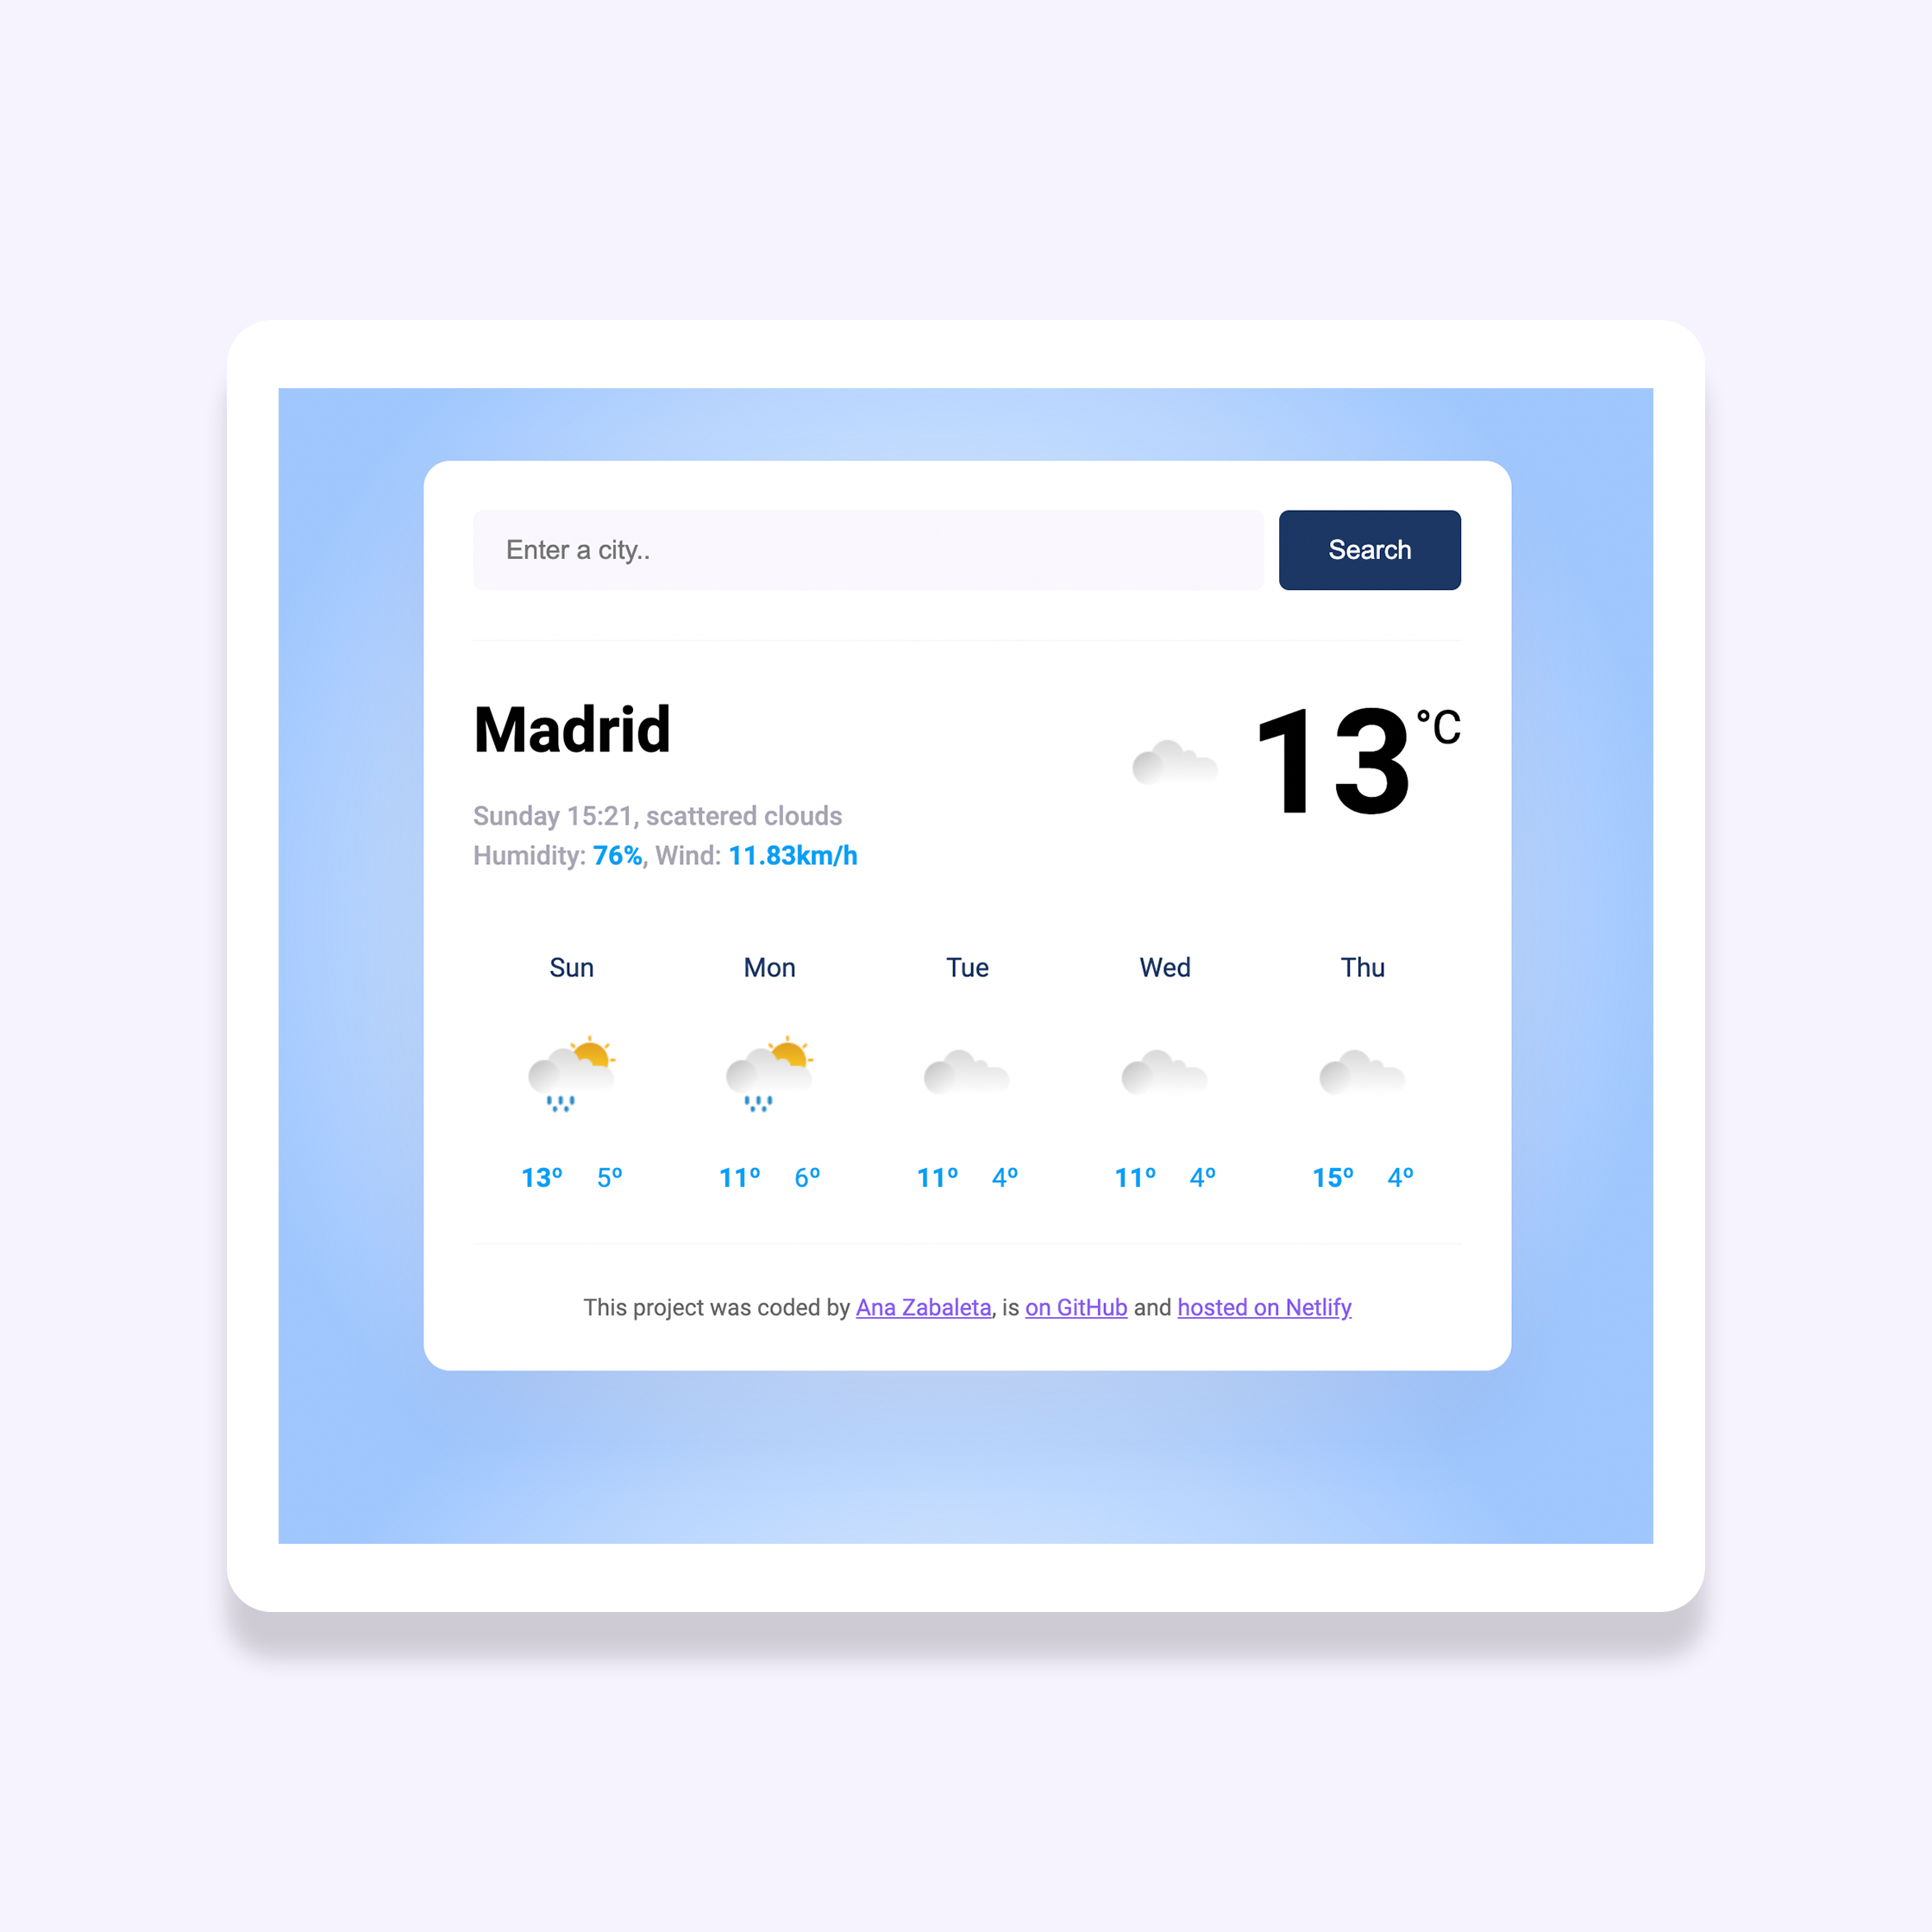 Enter a city..
Search
Madrid
13°C
Sunday 15:21, scattered clouds
Humidity: 76%, Wind: 11.83km/h
Sun Mon Tue Wed Thu
13º 5º 11º 6º 11º 4º 11º 4º 15º 4º
This project was coded by Ana Zabaleta, is on GitHub and hosted on Netlify